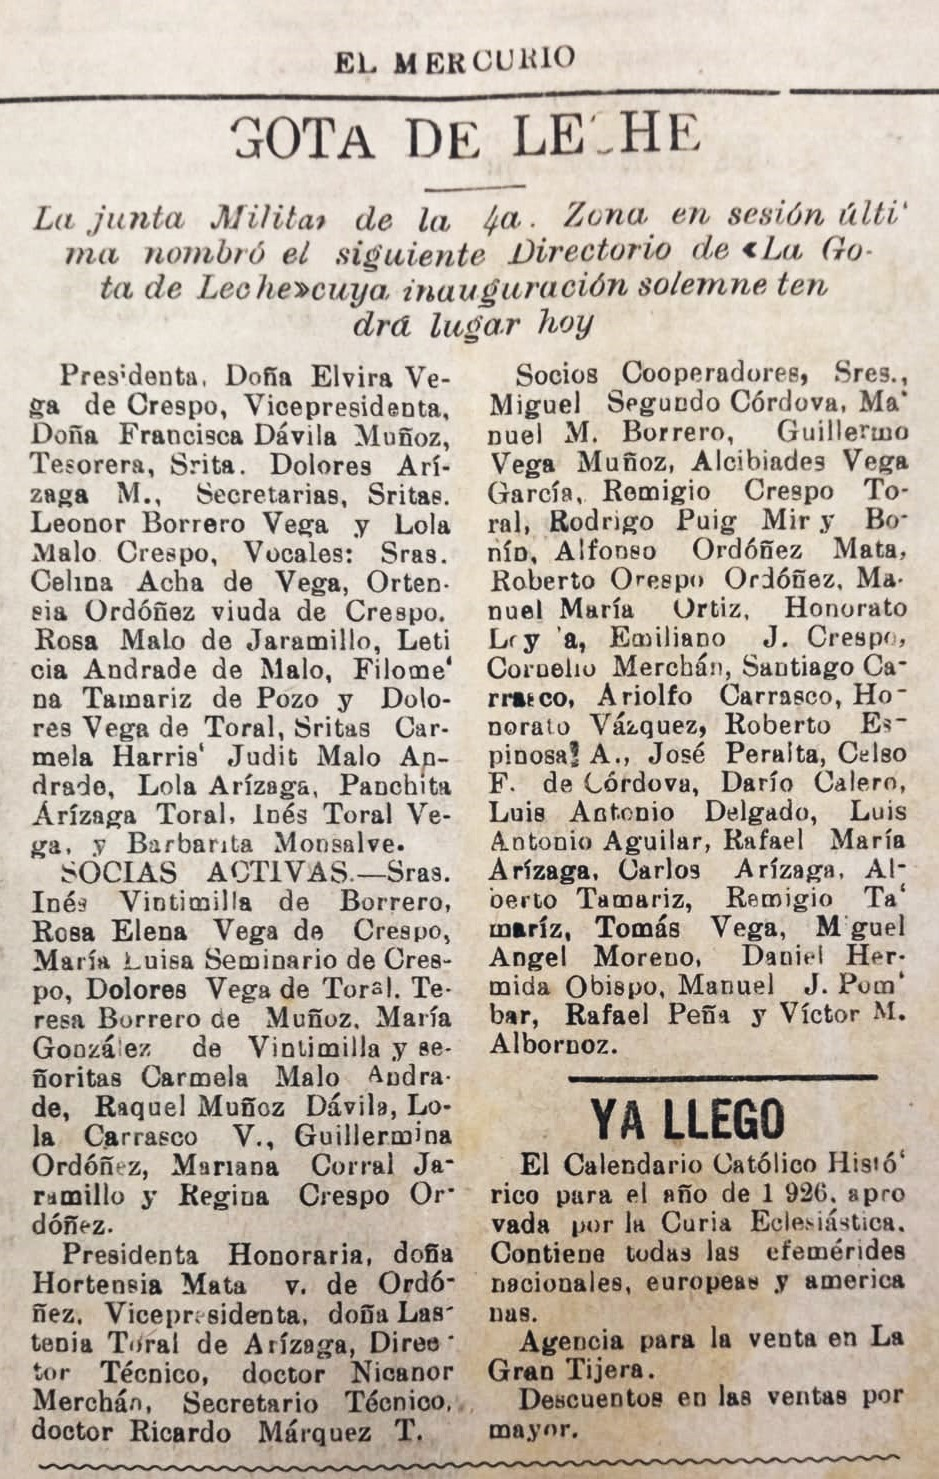 EL MERCURIO
GOTA DE LECHE
La junta Militar de la 4a. Zona en sesión últi'
ma nombró el siguiente Directorio de «La Go-
ta de Leche»cuya inauguración solemne ten
drá lugar hoy
Presidenta, Doña Elvira Ve-
ga de Crespo, Vicepresidenta,
Doña Francisca Dávila Muñoz,
Tesorera, Srita. Dolores Arí-
zaga M., Secretarias, Sritas.
Leonor Borrero Vega y Lola
Malo Crespo, Vocales: Sras.
Celina Acha de Vega, Orten-
sia Ordóñez viuda de Crespo.
Rosa Malo de Jaramillo, Leti
cia Andrade de Malo, Filome'
na Tamariz de Pozo y Dolo-
res Vega de Toral, Sritas Car-
mela Harris' Judit Malo An-
drade, Lola Arízaga, Panchita
Arízaga Toral, Inés Toral Ve-
ga, y Barbarita Monsalve.
SOCIAS ACTIVAS.—Sras.
Inés Vintimilla de Borrero,
Rosa Elena Vega de Crespo,
María Luisa Seminario de Cres-
po, Dolores Vega de Toral. Te-
resa Borrero de Muñoz, María
González de Vintimilla y se-
ñoritas Carmela Malo Andra-
de, Raquel Muñoz Dávila, Lo-
la Carrasco V., Guillermina
Ordóñez, Mariana Corral Ja-
ramillo y Regina Crespo Or-
dóñez.
Presidenta Honoraria, doña
Hortensia Mata v. de Ordó-
ñez, Vicepresidenta, doña Las-
tenia Toral de Arízaga, Direc-
tor Técnico, doctor Nicanor
Merchán, Secretario Técnico,
doctor Ricardo Márquez T.
Socios Cooperadores, Sres.,
Miguel Segundo Córdova, Ma'
nuel M. Borrero, Guillermo
Vega Muñoz, Alcibiades Vega
García, Remigio Crespo To-
ral, Rodrigo Puig Mir y Bo-
nín, Alfonso Ordóñez Mata,
Roberto Crespo Ordóñez, Ma-
nuel María Ortiz, Honorato
Emiliano J. Crespo,
Cornelio Merchán, Santiago Ca-
rrasco, Ariolfo Carrasco, Ho-
norato Vázquez, Roberto Es-
pinosa A., José Peralta, Celso
F. de Córdova, Darío Calero,
Luis Antonio Delgado, Luis
Antonio Aguilar, Rafael María
Arízaga, Carlos Arízaga, Al-
berto Tamariz, Remigio Ta'
maríz, Tomás Vega, Miguel
Angel Moreno, Daniel Her-
mida Obispo, Manuel J. Pom'
bar, Rafael Peña y Víctor M.
Albornoz.
YA LLEGO
El Calendario Católico Histó'
rico para el año de 1 926, apro
vada por la Curia Eclesiástica.
Contiene todas las efemérides
nacionales, europeas y america
nas.
Agencia para la venta en La
Gran Tijera.
Descuentos en las ventas por
mayor.